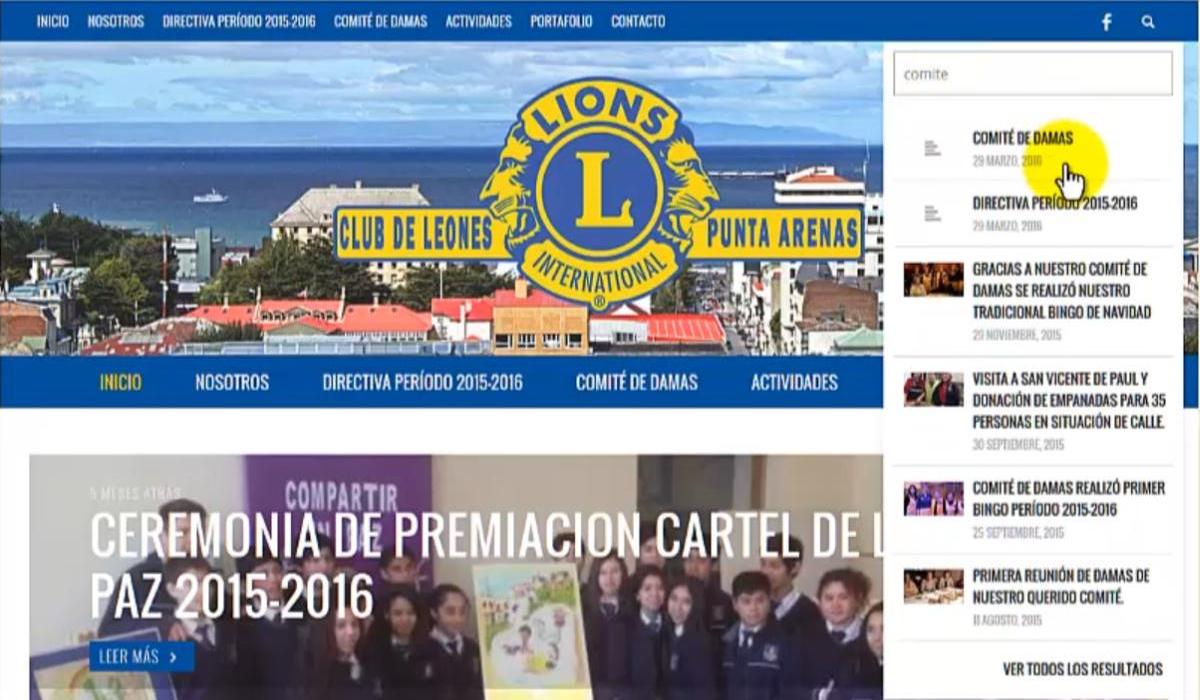 INICIO NOSOTROS DIRECTIVA PERÍODO 2015-2016 COMITÉ DE DAMAS ACTIVIDADES PORTAFOLIO CONTACTO
f
comite
LIONS
L
CLUB DE LEONES
PUNTA ARENAS
INTERNATIONAL
®
COMITÉ DE DAMAS
29 MARZO, 2016
DIRECTIVA PERÍODO 2015-2016
29 MARZO, 2016
GRACIAS A NUESTRO COMITÉ DE
DAMAS SE REALIZÓ NUESTRO
TRADICIONAL BINGO DE NAVIDAD
29 NOVIEMBRE, 2015
VISITA A SAN VICENTE DE PAUL Y
DONACIÓN DE EMPANADAS PARA 35
PERSONAS EN SITUACIÓN DE CALLE.
30 SEPTIEMBRE, 2015
COMITÉ DE DAMAS REALIZÓ PRIMER
BINGO PERÍODO 2015-2016
25 SEPTIEMBRE, 2015
PRIMERA REUNIÓN DE DAMAS DE
NUESTRO QUERIDO COMITÉ.
11 AGOSTO, 2015
VER TODOS LOS RESULTADOS
INICIO NOSOTROS DIRECTIVA PERÍODO 2015-2016 COMITÉ DE DAMAS ACTIVIDADES
5 MESES ATRÁS
COMPARTIR
CEREMONIA DE PREMIACION CARTEL DE L
PAZ 2015-2016
LEER MÁS >